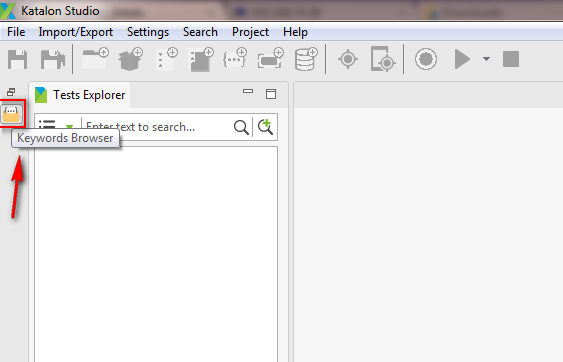 Katalon Studio
File Import/Export Settings Search Project Help
Tests Explorer
Enter text to search...
Keywords Browser